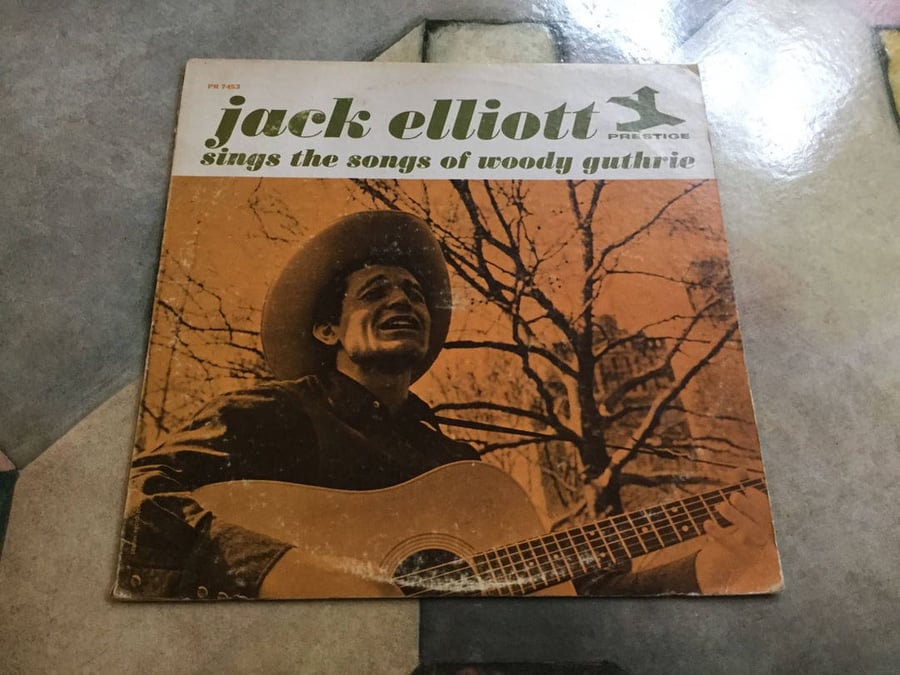 PR 7453
jack elliott
PRESTIGE
sings the songs of woody guthrie